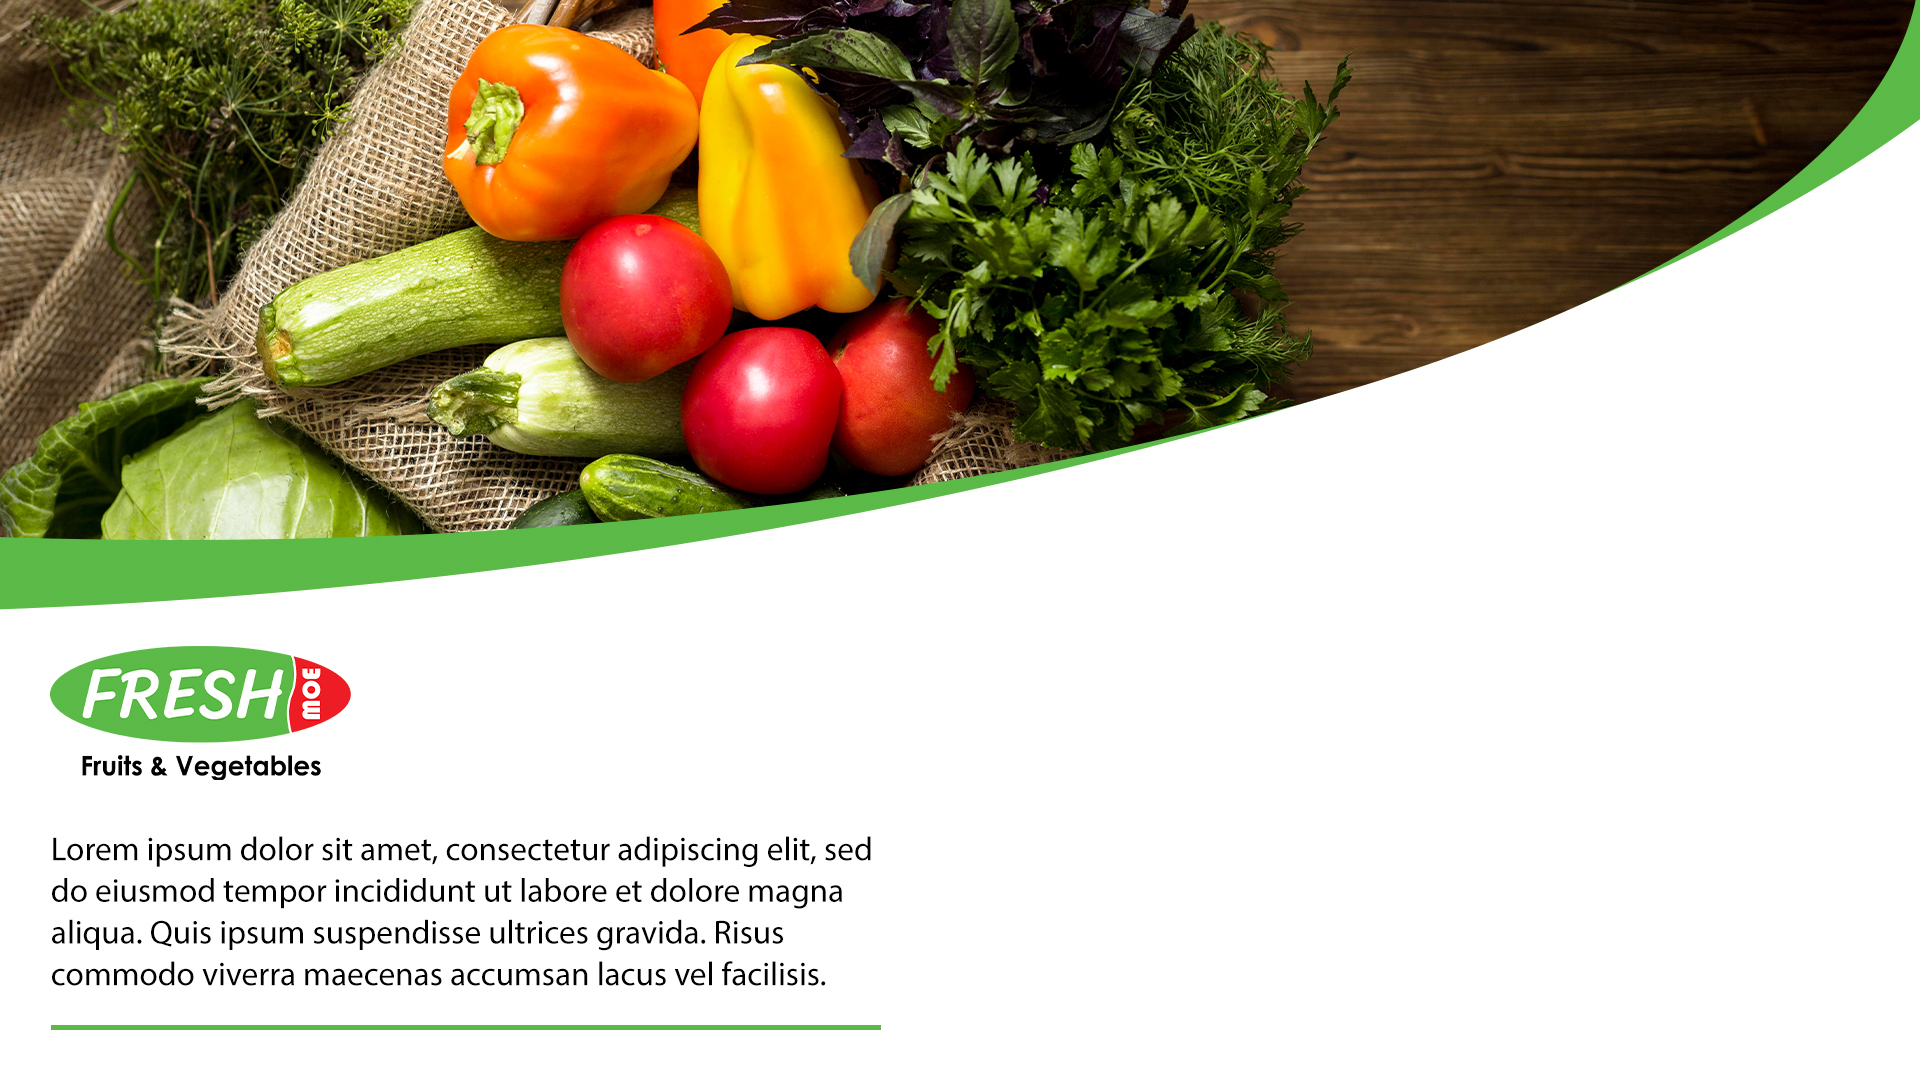 FRESH MOE
Fruits & Vegetables
Lorem ipsum dolor sit amet, consectetur adipiscing elit, sed
do eiusmod tempor incididunt ut labore et dolore magna
aliqua. Quis ipsum suspendisse ultrices gravida. Risus
commodo viverra maecenas accumsan lacus vel facilisis.